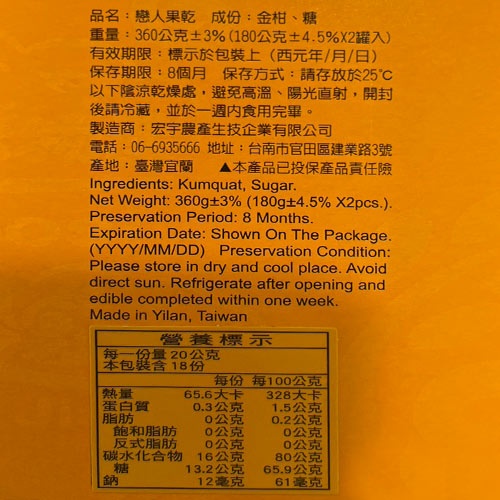 品名：戀人果乾　成份：金柑、糖
重量：360公克±3% (180公克±4.5%X2罐入)
有效期限：標示於包裝上（西元年/月/日）
保存期限：8個月　保存方式：請存放於25℃
以下陰涼乾燥處，避免高溫、陽光直射，開封
後請冷藏，並於一週內食用完畢。
製造商：宏宇農產生技企業有限公司
電話：06-6935666 地址：台南市官田區建業路3號
產地：臺灣宜蘭　▲本產品已投保產品責任險
Ingredients: Kumquat, Sugar.
Net Weight: 360g±3% (180g±4.5% X2pcs.).
Preservation Period: 8 Months.
Expiration Date: Shown On The Package.
(YYYY/MM/DD) Preservation Condition:
Please store in dry and cool place. Avoid
direct sun. Refrigerate after opening and
edible completed within one week.
Made in Yilan, Taiwan
營養標示
每一份量 20公克
本包裝含 18份
每份 每100公克
熱量 65.6大卡 328大卡
蛋白質 0.3公克 1.5公克
脂肪 0公克 0.2公克
飽和脂肪 0公克 0公克
反式脂肪 0公克 0公克
碳水化合物 16公克 80公克
糖 13.2公克 65.9公克
鈉 12毫克 61毫克